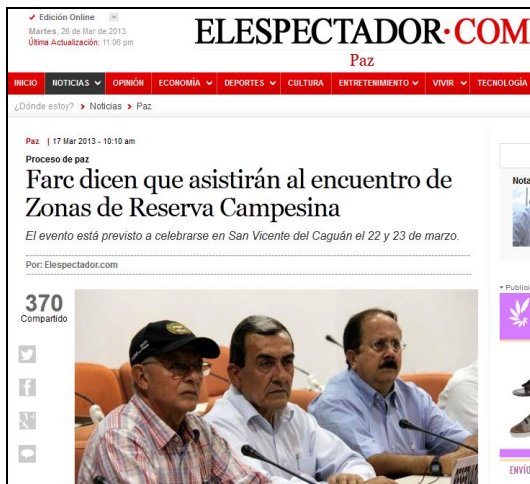 Edición Online
Martes, 26 de Mar de 2013
Última Actualización: 11:06 pm
ELESPECTADOR·COM
Paz
INICIO NOTICIAS OPINIÓN ECONOMÍA DEPORTES CULTURA ENTRETENIMIENTO VIVIR TECNOLOGÍA
¿Dónde estoy? > Noticias > Paz
Paz | 17 Mar 2013 - 10:10 am
Proceso de paz
Farc dicen que asistirán al encuentro de
Zonas de Reserva Campesina
El evento está previsto a celebrarse en San Vicente del Caguán el 22 y 23 de marzo.
Por: Elespectador.com
370
Compartido
Nota
Publici
ENVÍO